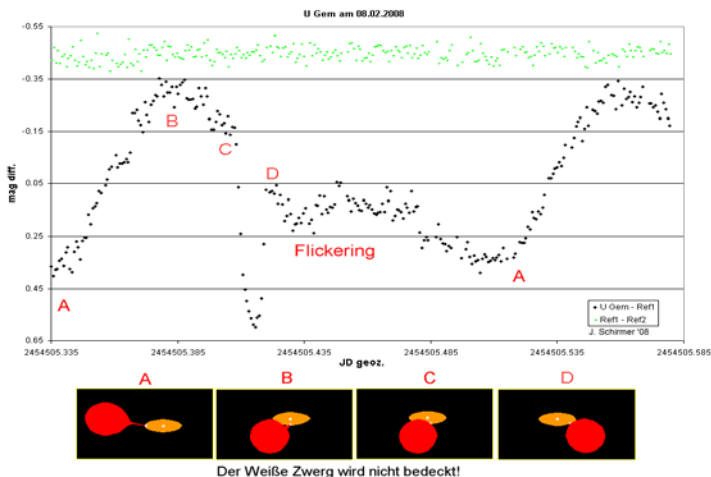 U Gem am 08.02.2008
-0.55
-0.35
-0.15
0.05
0.25
0.45
0.65
mag diff.
B
C
D
Flickering
A
A
U Gem - Ref1
Ref1 - Ref2
J. Schirmer '08
2454505.335
2454505.385
2454505.435
2454505.485
2454505.535
2454505.585
JD geoz.
A
B
C
D
Der Weiße Zwerg wird nicht bedeckt!